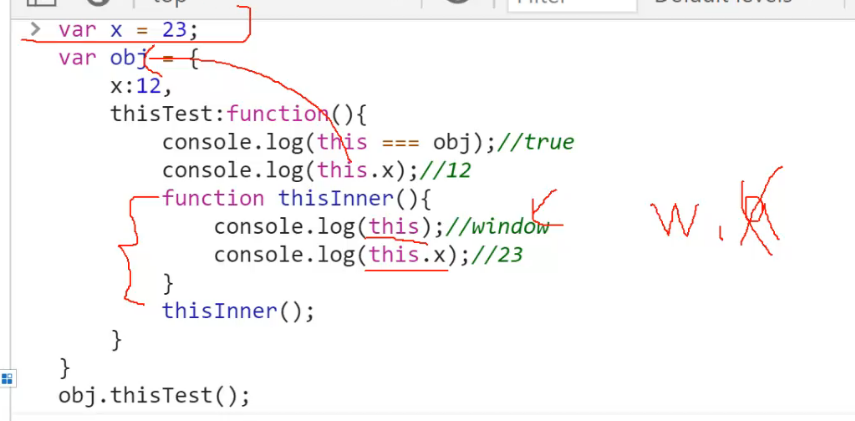 top Filter Default levels
> var x = 23;
var obj = {
x:12,
thisTest:function(){
console.log(this === obj);//true
console.log(this.x);//12
function thisInner(){
console.log(this);//window
console.log(this.x);//23
}
thisInner();
}
}
obj.thisTest();
w.